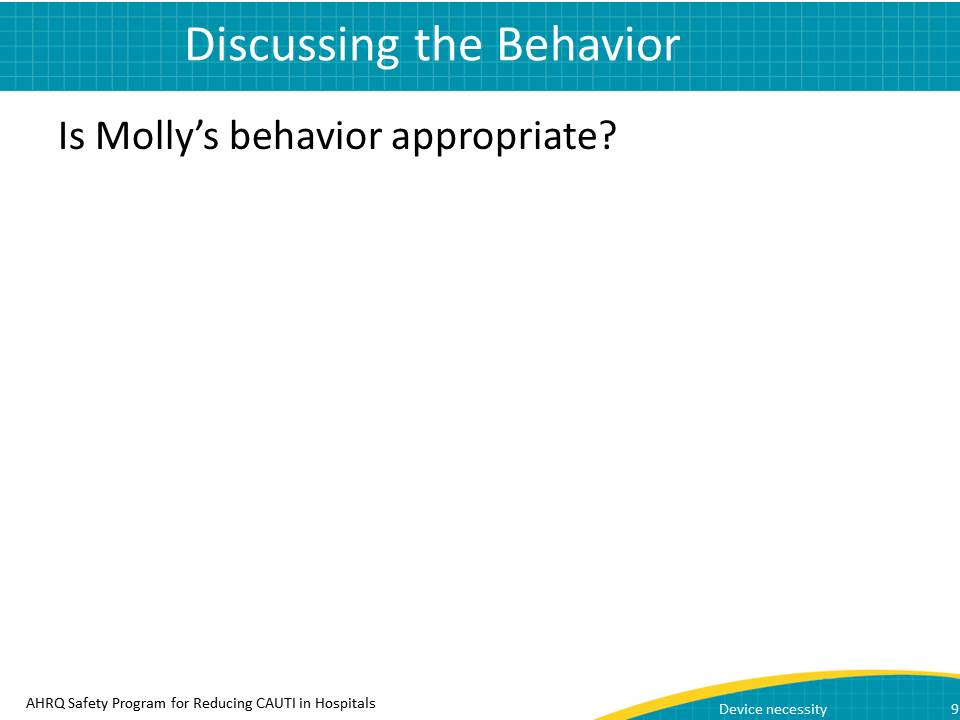 Discussing the Behavior
Is Molly’s behavior appropriate?
AHRQ Safety Program for Reducing CAUTI in Hospitals
Device necessity
9